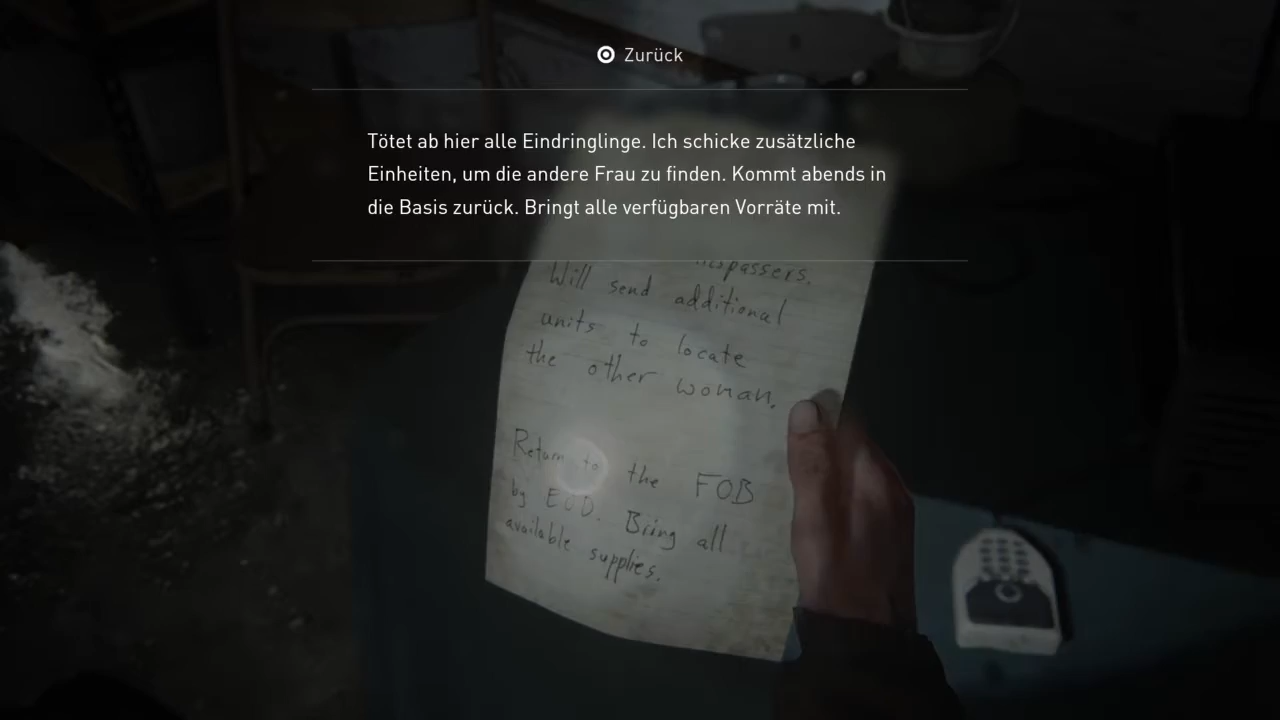 Zurück
Tötet ab hier alle Eindringlinge. Ich schicke zusätzliche
Einheiten, um die andere Frau zu finden. Kommt abends in
die Basis zurück. Bringt alle verfügbaren Vorräte mit.
trespassers.
Will send additional
units to locate
the other woman.
Return to the FOB
by EOD. Bring all
available supplies.